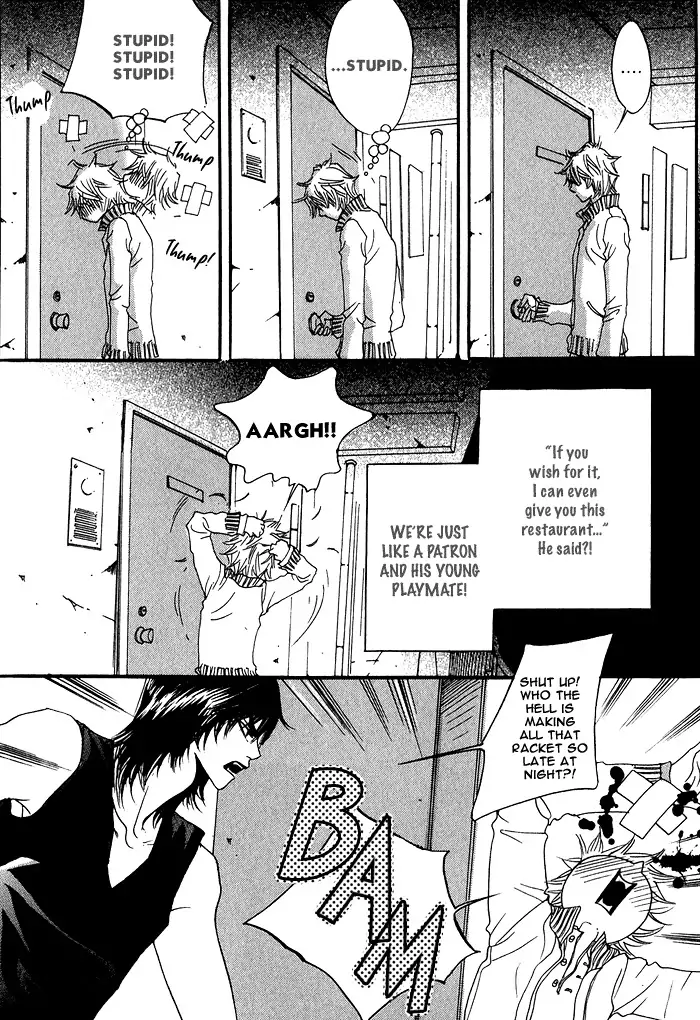 ....
...STUPID.
STUPID!
STUPID!
STUPID!
Thump
Thump
Thump!
"If you
wish for it,
I can even
give you this
restaurant..."
He said?!
WE'RE JUST
LIKE A PATRON
AND HIS YOUNG
PLAYMATE!
AARGH!!
SHUT UP!
WHO THE
HELL IS
MAKING
ALL THAT
RACKET SO
LATE AT
NIGHT?!
BAM